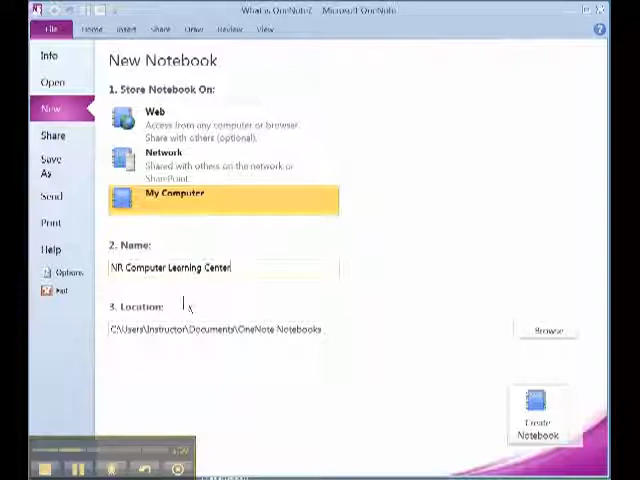 What is OneNote? - Microsoft OneNote
File Home Insert Share Draw Review View
Info
Open
New
Share
Save
As
Send
Print
Help
Options
Exit
New Notebook
1. Store Notebook On:
Web
Access from any computer or browser.
Share with others (optional).
Network
Shared with others on the network or
SharePoint.
My Computer
2. Name:
NR Computer Learning Center
3. Location:
C:\Users\Instructor\Documents\OneNote Notebooks
Browse
Create
Notebook